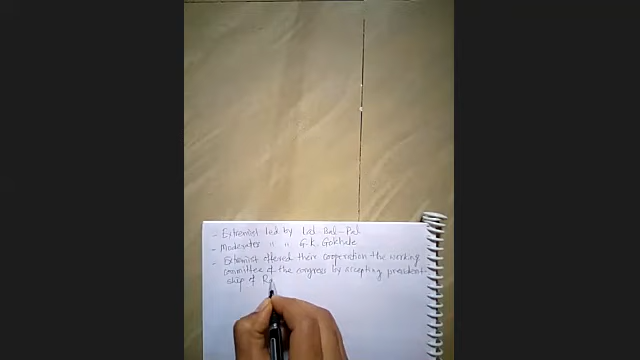 - Extremist led by Lal-Bal-Pal
- Moderates " " G.K. Gokhale
- Extremist offered their cooperation the working
committee of the congress by accepting president-
ship of Ra